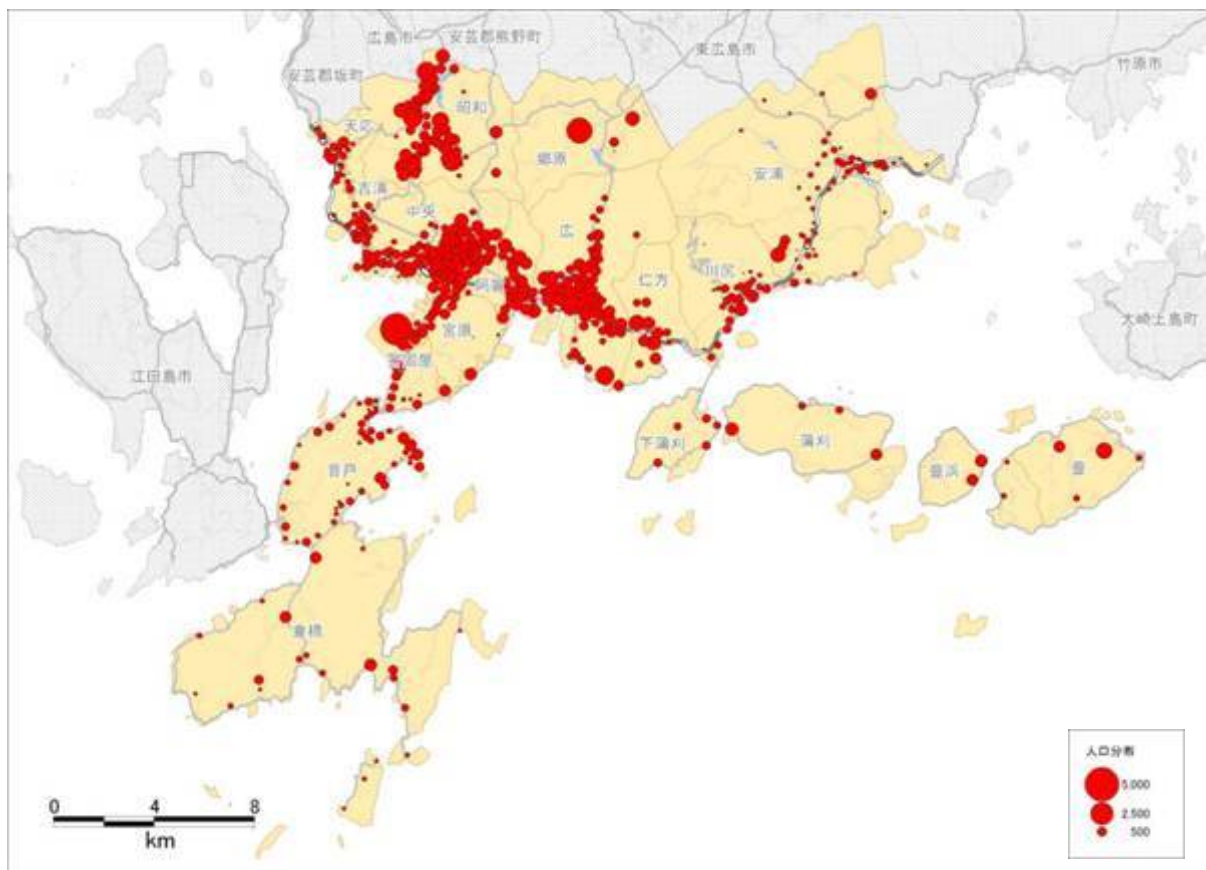 広島市
安芸郡熊野町
東広島市
竹原市
安芸郡坂町
昭和
天応
郷原
安浦
吉浦
中央
広
仁方
川尻
阿賀
宮原
警固屋
大崎上島町
江田島市
下蒲刈
蒲刈
豊浜
豊
音戸
倉橋
人口分布
5,000
2,500
500
0 4 8
km